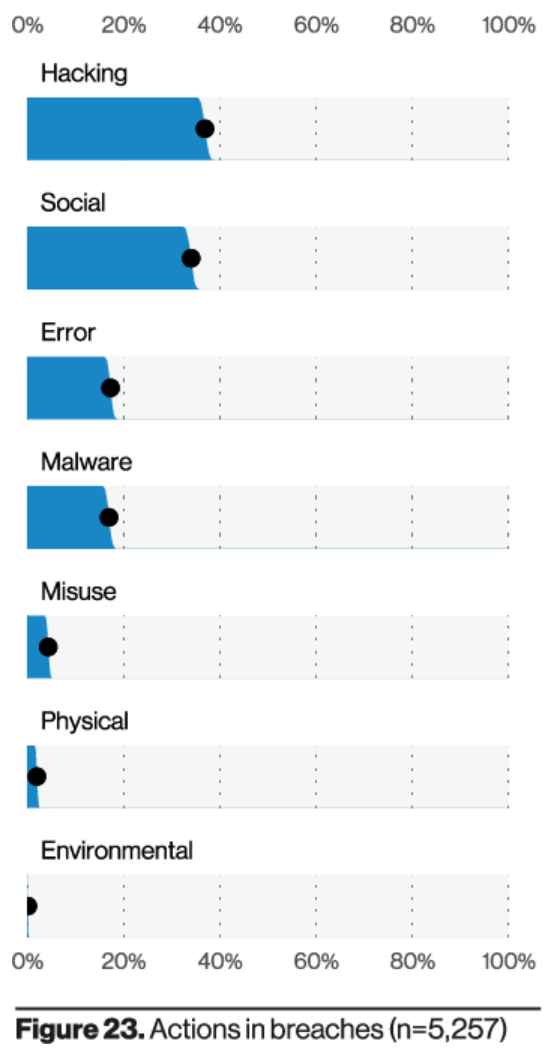 0% 20% 40% 60% 80% 100%
Hacking
Social
Error
Malware
Misuse
Physical
Environmental
0% 20% 40% 60% 80% 100%
Figure 23. Actions in breaches (n=5,257)